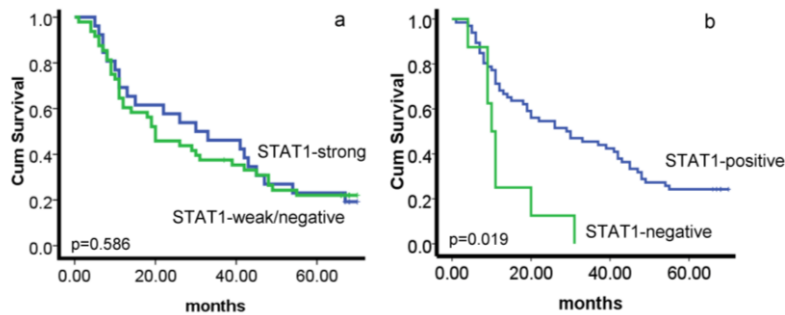 a
Cum Survival
1.0
0.8
0.6
0.4
0.2
0.0
STAT1-strong
STAT1-weak/negative
p=0.586
0.00 20.00 40.00 60.00
months
b
Cum Survival
1.0
0.8
0.6
0.4
0.2
0.0
STAT1-positive
STAT1-negative
p=0.019
0.00 20.00 40.00 60.00
months